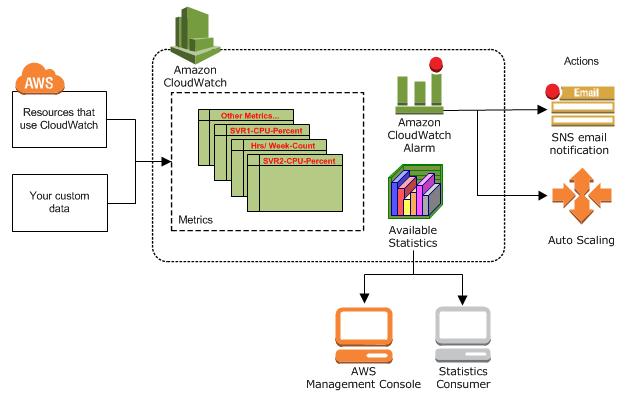 Actions
Amazon
CloudWatch
AWS
Resources that
use CloudWatch
Other Metrics...
SVR1-CPU-Percent
Hrs/ Week-Count
SVR2-CPU-Percent
Metrics
Your custom
data
Amazon
CloudWatch
Alarm
Available
Statistics
Email
SNS email
notification
Auto Scaling
AWS
Management Console
Statistics
Consumer